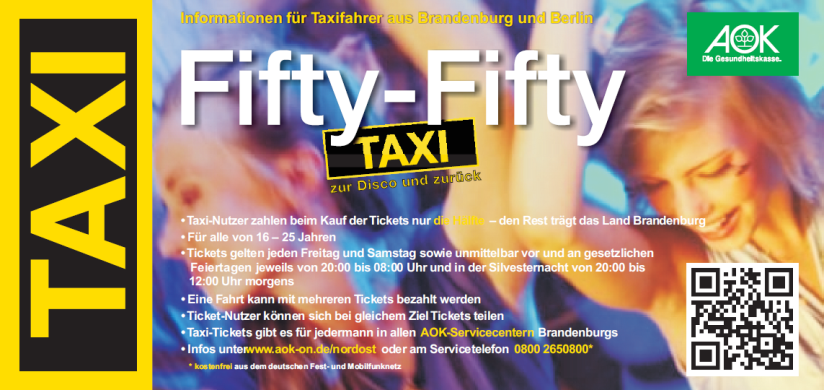 TAXI
Informationen für Taxifahrer aus Brandenburg und Berlin
AOK
Die Gesundheitskasse.
Fifty-Fifty
TAXI
zur Disco und zurück
• Taxi-Nutzer zahlen beim Kauf der Tickets nur die Hälfte – den Rest trägt das Land Brandenburg
• Für alle von 16 – 25 Jahren
• Tickets gelten jeden Freitag und Samstag sowie unmittelbar vor und an gesetzlichen
Feiertagen jeweils von 20:00 bis 08:00 Uhr und in der Silvesternacht von 20:00 bis
12:00 Uhr morgens
• Eine Fahrt kann mit mehreren Tickets bezahlt werden
• Ticket-Nutzer können sich bei gleichem Ziel Tickets teilen
• Taxi-Tickets gibt es für jedermann in allen AOK-Servicecentern Brandenburgs
• Infos unter www.aok-on.de/nordost oder am Servicetelefon 0800 2650800*
* kostenfrei aus dem deutschen Fest- und Mobilfunknetz